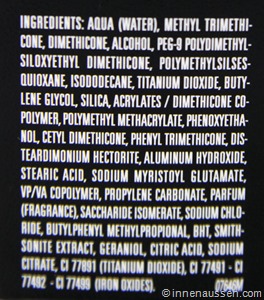 INGREDIENTS: AQUA (WATER), METHYL TRIMETHI-
CONE, DIMETHICONE, ALCOHOL, PEG-9 POLYDIMETHYL-
SILOXYETHYL DIMETHICONE, POLYMETHYLSILSES-
QUIOXANE, ISODODECANE, TITANIUM DIOXIDE, BUTY-
LENE GLYCOL, SILICA, ACRYLATES / DIMETHICONE CO-
POLYMER, POLYMETHYL METHACRYLATE, PHENOXYETHA-
NOL, CETYL DIMETHICONE, PHENYL TRIMETHICONE, DIS-
TEARDIMONIUM HECTORITE, ALUMINUM HYDROXIDE,
STEARIC ACID, SODIUM MYRISTOYL GLUTAMATE,
VP/VA COPOLYMER, PROPYLENE CARBONATE, PARFUM
(FRAGRANCE), SACCHARIDE ISOMERATE, SODIUM CHLO-
RIDE, BUTYLPHENYL METHYLPROPIONAL, BHT, SMITH-
SONITE EXTRACT, GERANIOL, CITRIC ACID, SODIUM
CITRATE, CI 77891 (TITANIUM DIOXIDE), CI 77491 - CI
77492 - CI 77499 (IRON OXIDES).
© innenaussen.com